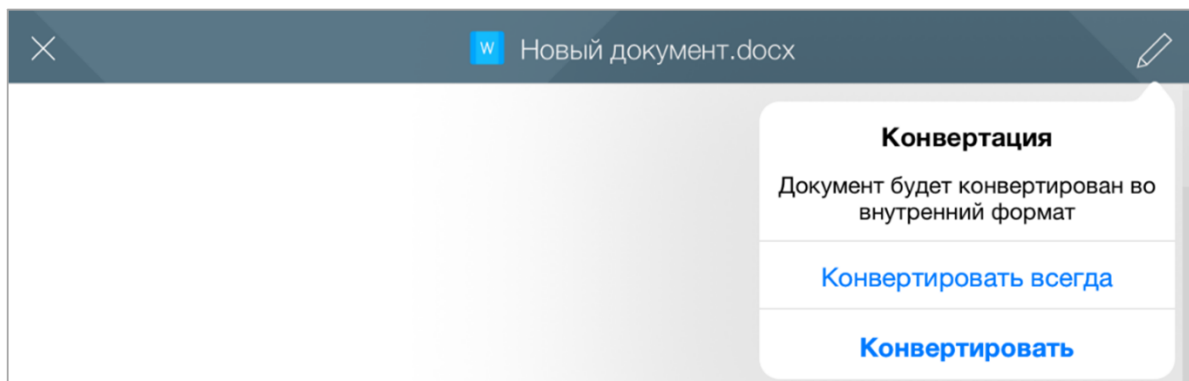 W Новый документ.docx
Конвертация
Документ будет конвертирован во
внутренний формат
Конвертировать всегда
Конвертировать